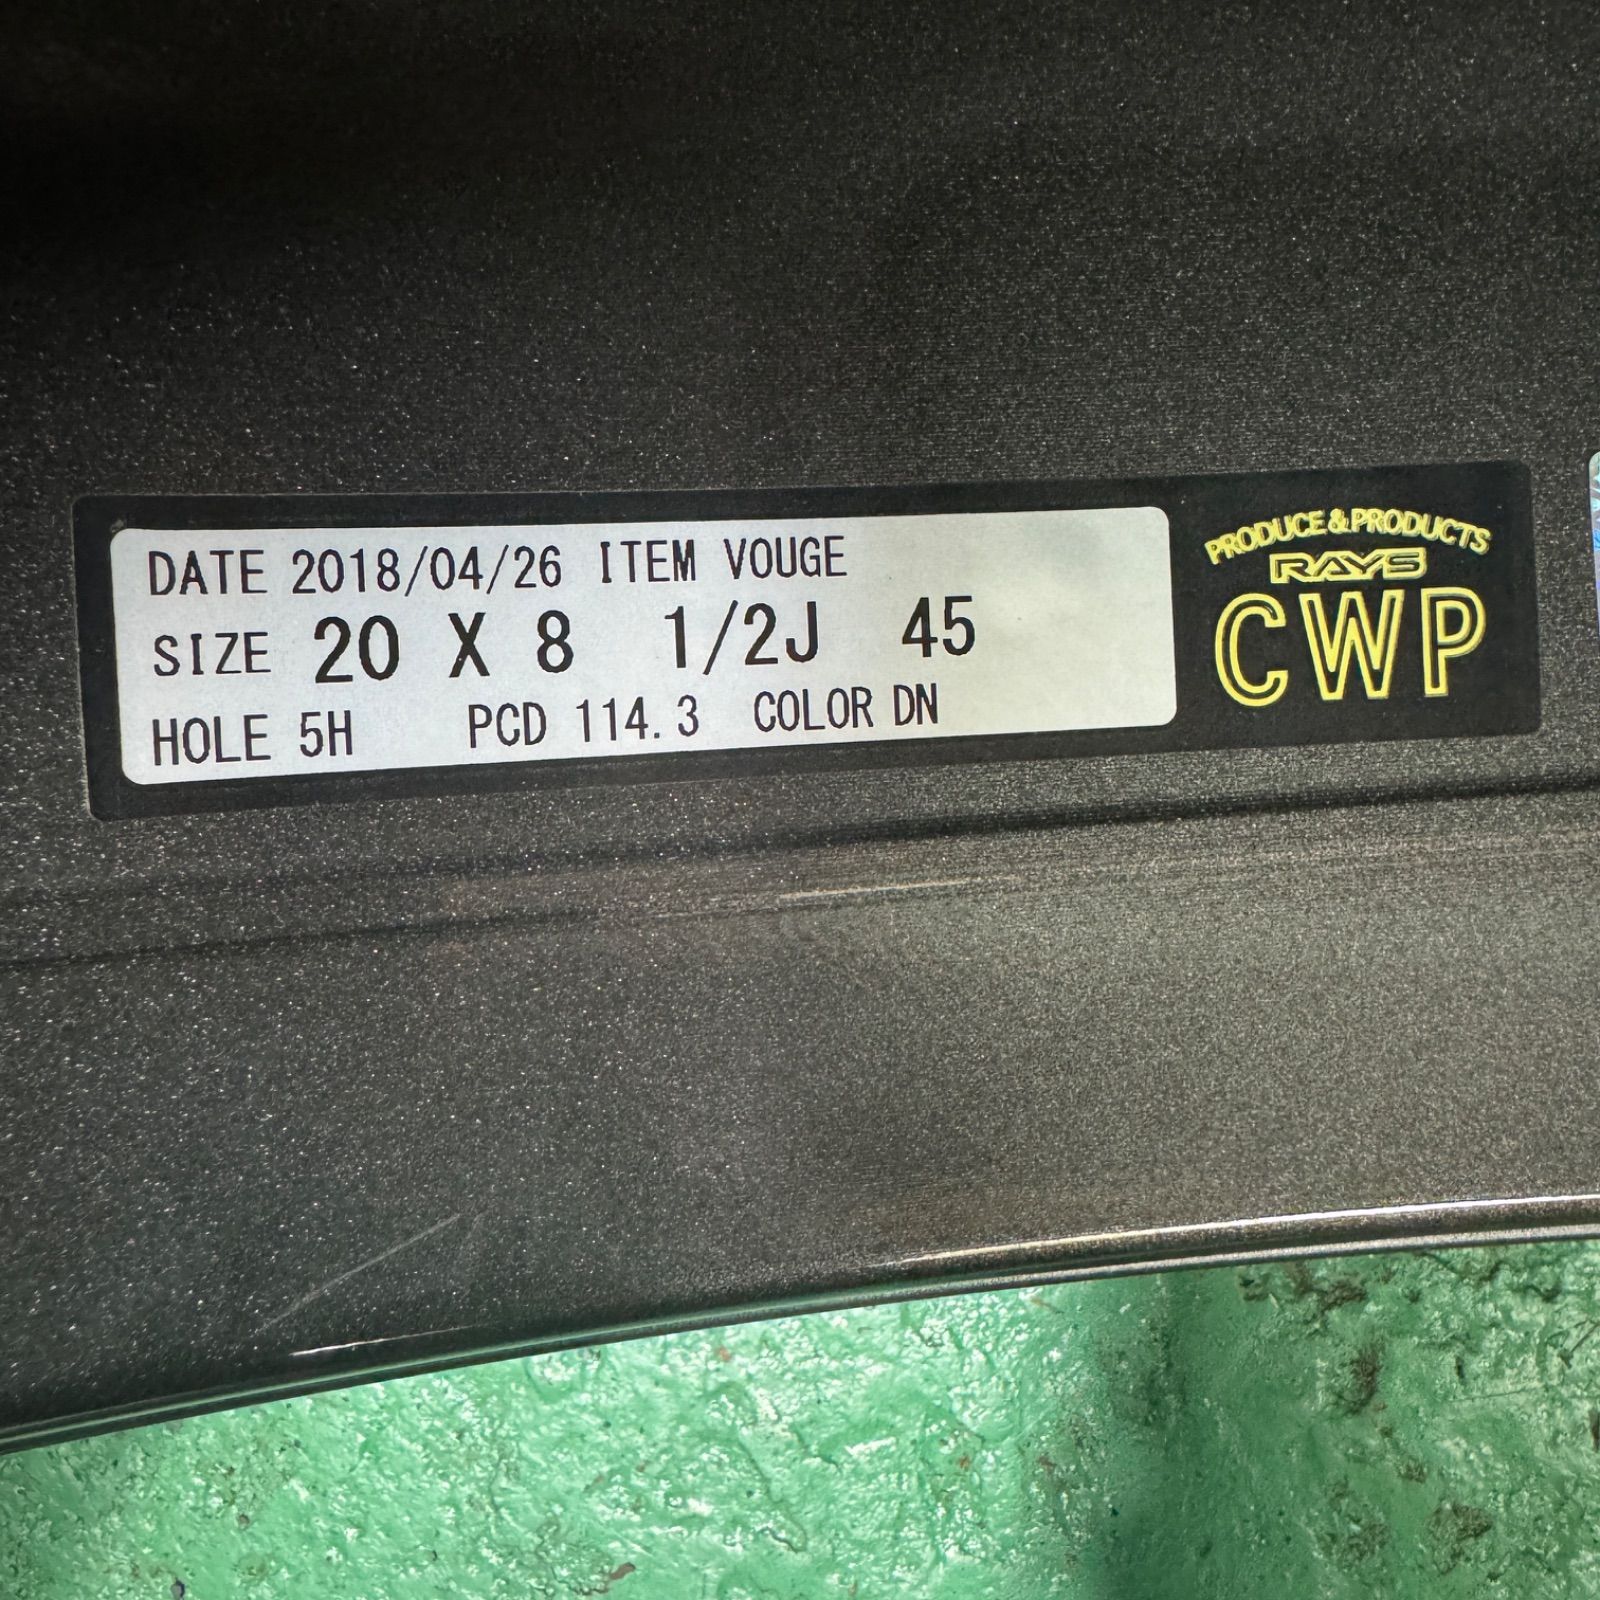 DATE 2018/04/26 ITEM VOUGE
SIZE 20 X 8 1/2J 45
HOLE 5H PCD 114.3 COLOR DN
PRODUCE & PRODUCTS
RAYS
CWP